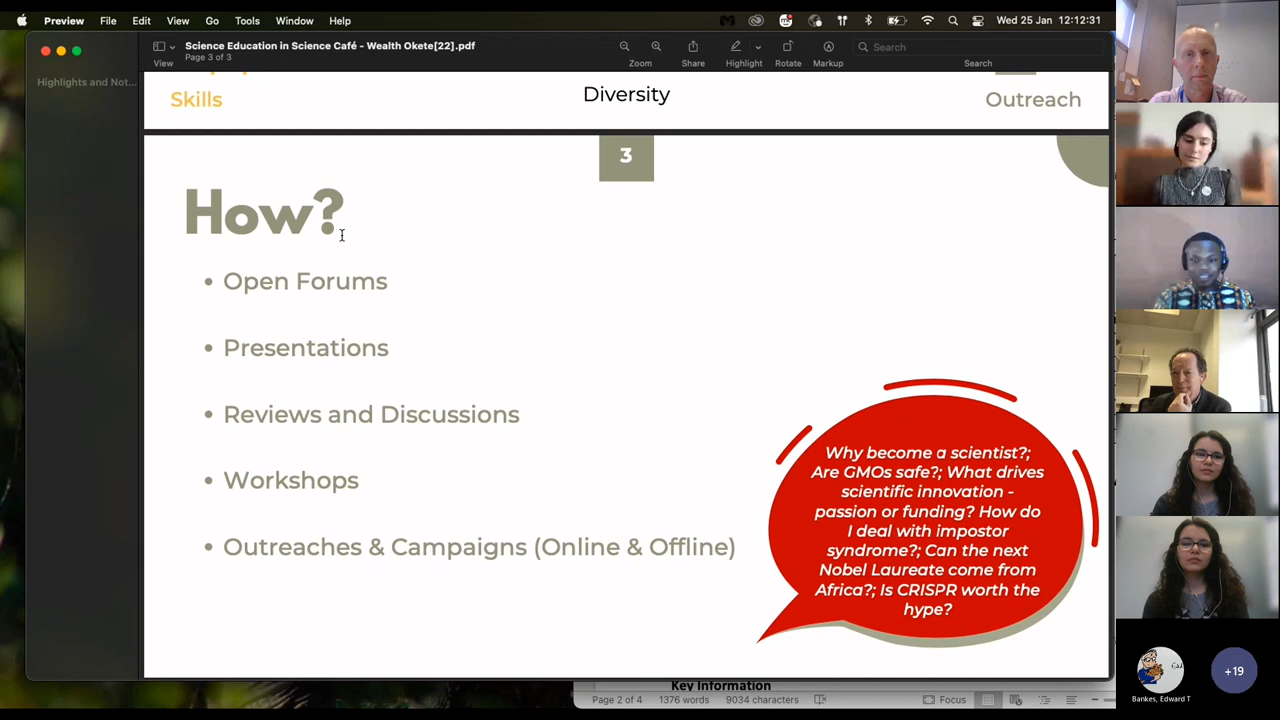 Preview File Edit View Go Tools Window Help
Wed 25 Jan 12:12:31
Science Education in Science Café - Wealth Okete[22].pdf
Page 3 of 3
View
Zoom
Share
Highlight
Rotate
Markup
Search
Search
Highlights and Not...
Skills
Diversity
Outreach
3
How?
• Open Forums
• Presentations
• Reviews and Discussions
• Workshops
• Outreaches & Campaigns (Online & Offline)
Why become a scientist?;
Are GMOs safe?; What drives
scientific innovation -
passion or funding? How do
I deal with impostor
syndrome?; Can the next
Nobel Laureate come from
Africa?; Is CRISPR worth the
hype?
Key Information
Page 2 of 4 1376 words 9034 characters
Focus
Bankes, Edward T
+19